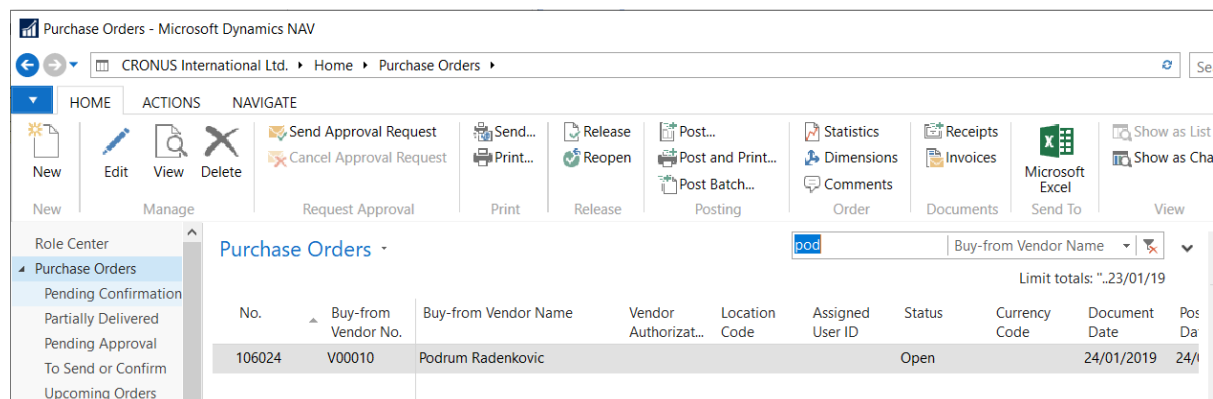 Purchase Orders - Microsoft Dynamics NAV
CRONUS International Ltd. ▸ Home ▸ Purchase Orders ▸
HOME ACTIONS NAVIGATE
New
Edit
View
Delete
Send Approval Request
Cancel Approval Request
Send...
Print...
Release
Reopen
Post...
Post and Print...
Post Batch...
Statistics
Dimensions
Comments
Receipts
Invoices
Microsoft
Excel
Show as List
Show as Cha
New Manage Request Approval Print Release Posting Order Documents Send To View
Role Center
Purchase Orders
Pending Confirmation
Partially Delivered
Pending Approval
To Send or Confirm
Upcoming Orders
Purchase Orders
pod Buy-from Vendor Name
Limit totals: ''..23/01/19
No. Buy-from Buy-from Vendor Name Vendor Location Assigned Status Currency Document Pos
Vendor No. Authorizat... Code User ID Code Date Da
106024 V00010 Podrum Radenkovic Open 24/01/2019 24/